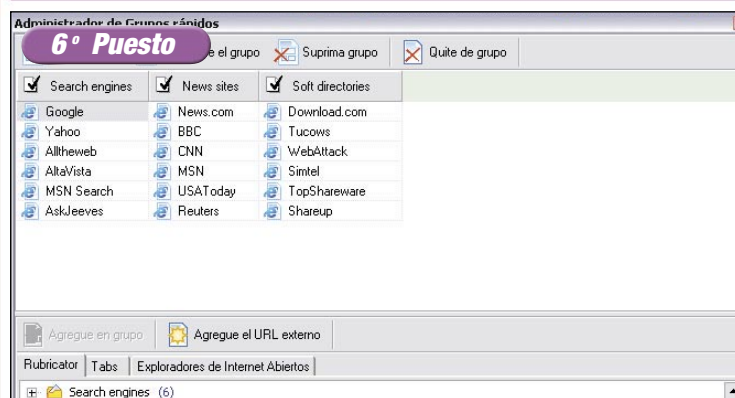 Administrador de Grupos rápidos
6º Puesto
el grupo Suprima grupo Quite de grupo
Search engines News sites Soft directories
Google News.com Download.com
Yahoo BBC Tucows
Alltheweb CNN WebAttack
AltaVista MSN Simtel
MSN Search USAToday TopShareware
AskJeeves Reuters Shareup
Agregue en grupo Agregue el URL externo
Rubricator Tabs Exploradores de Internet Abiertos
Search engines (6)